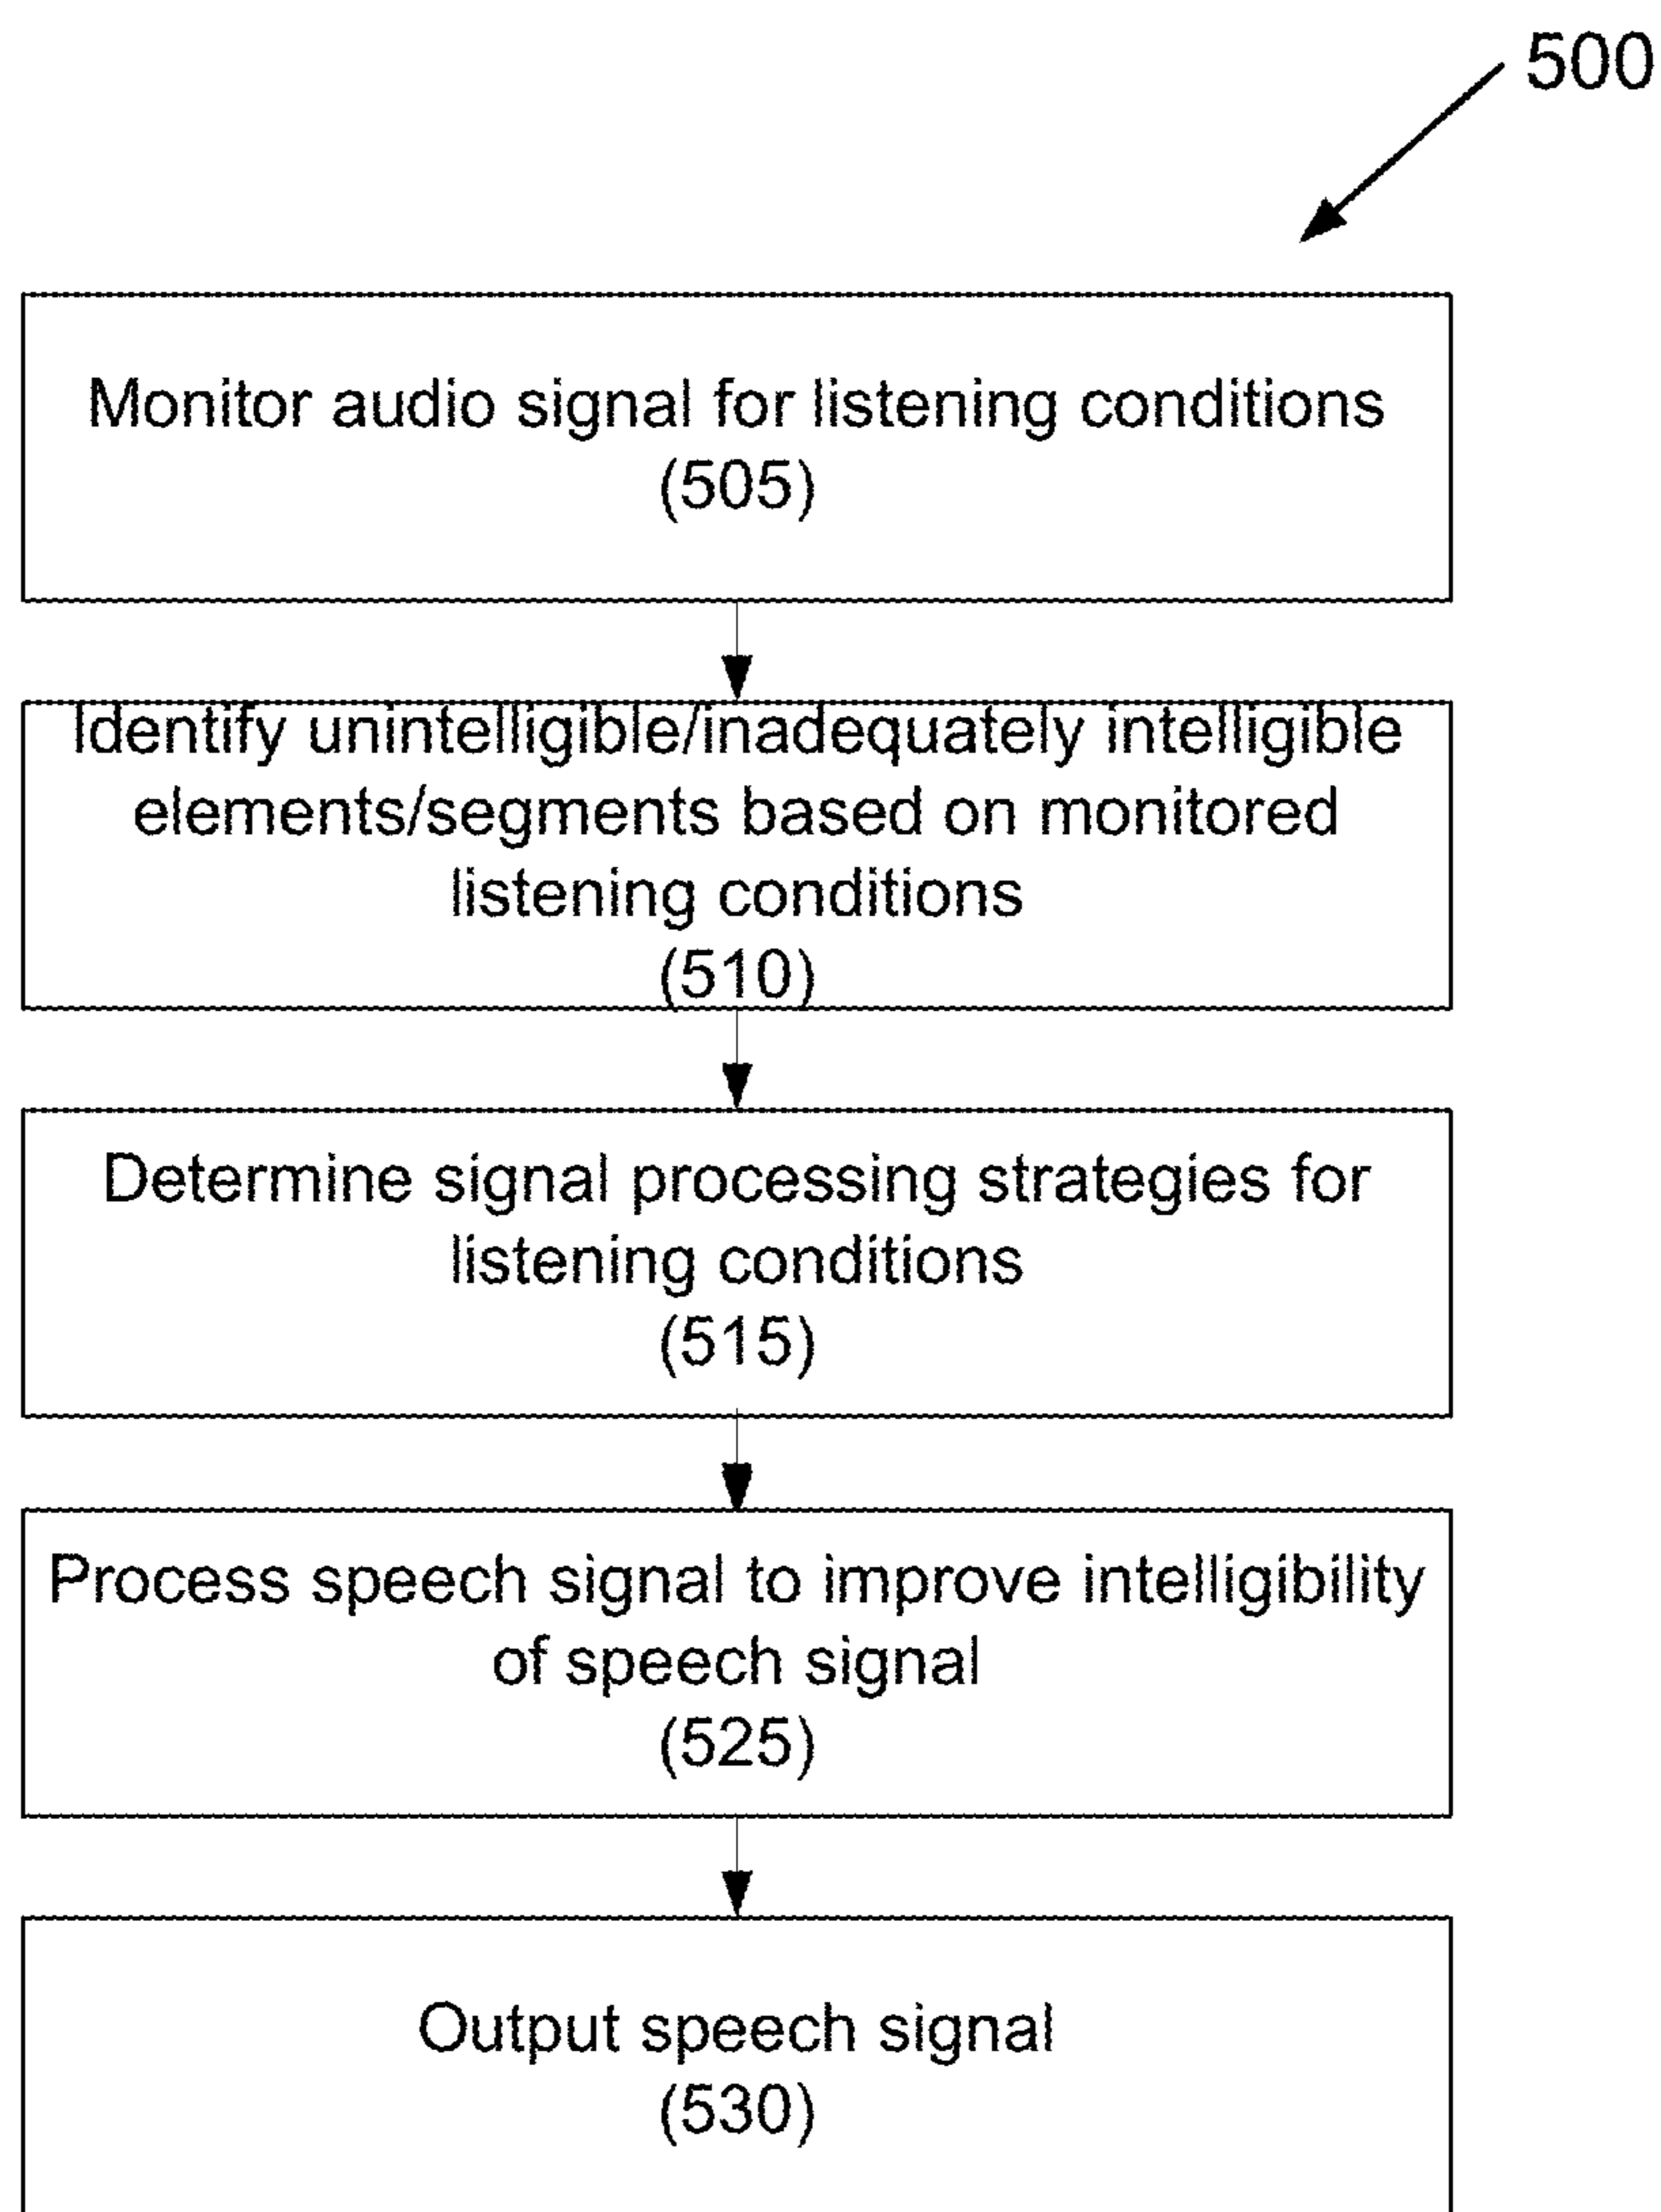 500
Monitor audio signal for listening conditions
(505)
Identify unintelligible/inadequately intelligible
elements/segments based on monitored
listening conditions
(510)
Determine signal processing strategies for
listening conditions
(515)
Process speech signal to improve intelligibility
of speech signal
(525)
Output speech signal
(530)